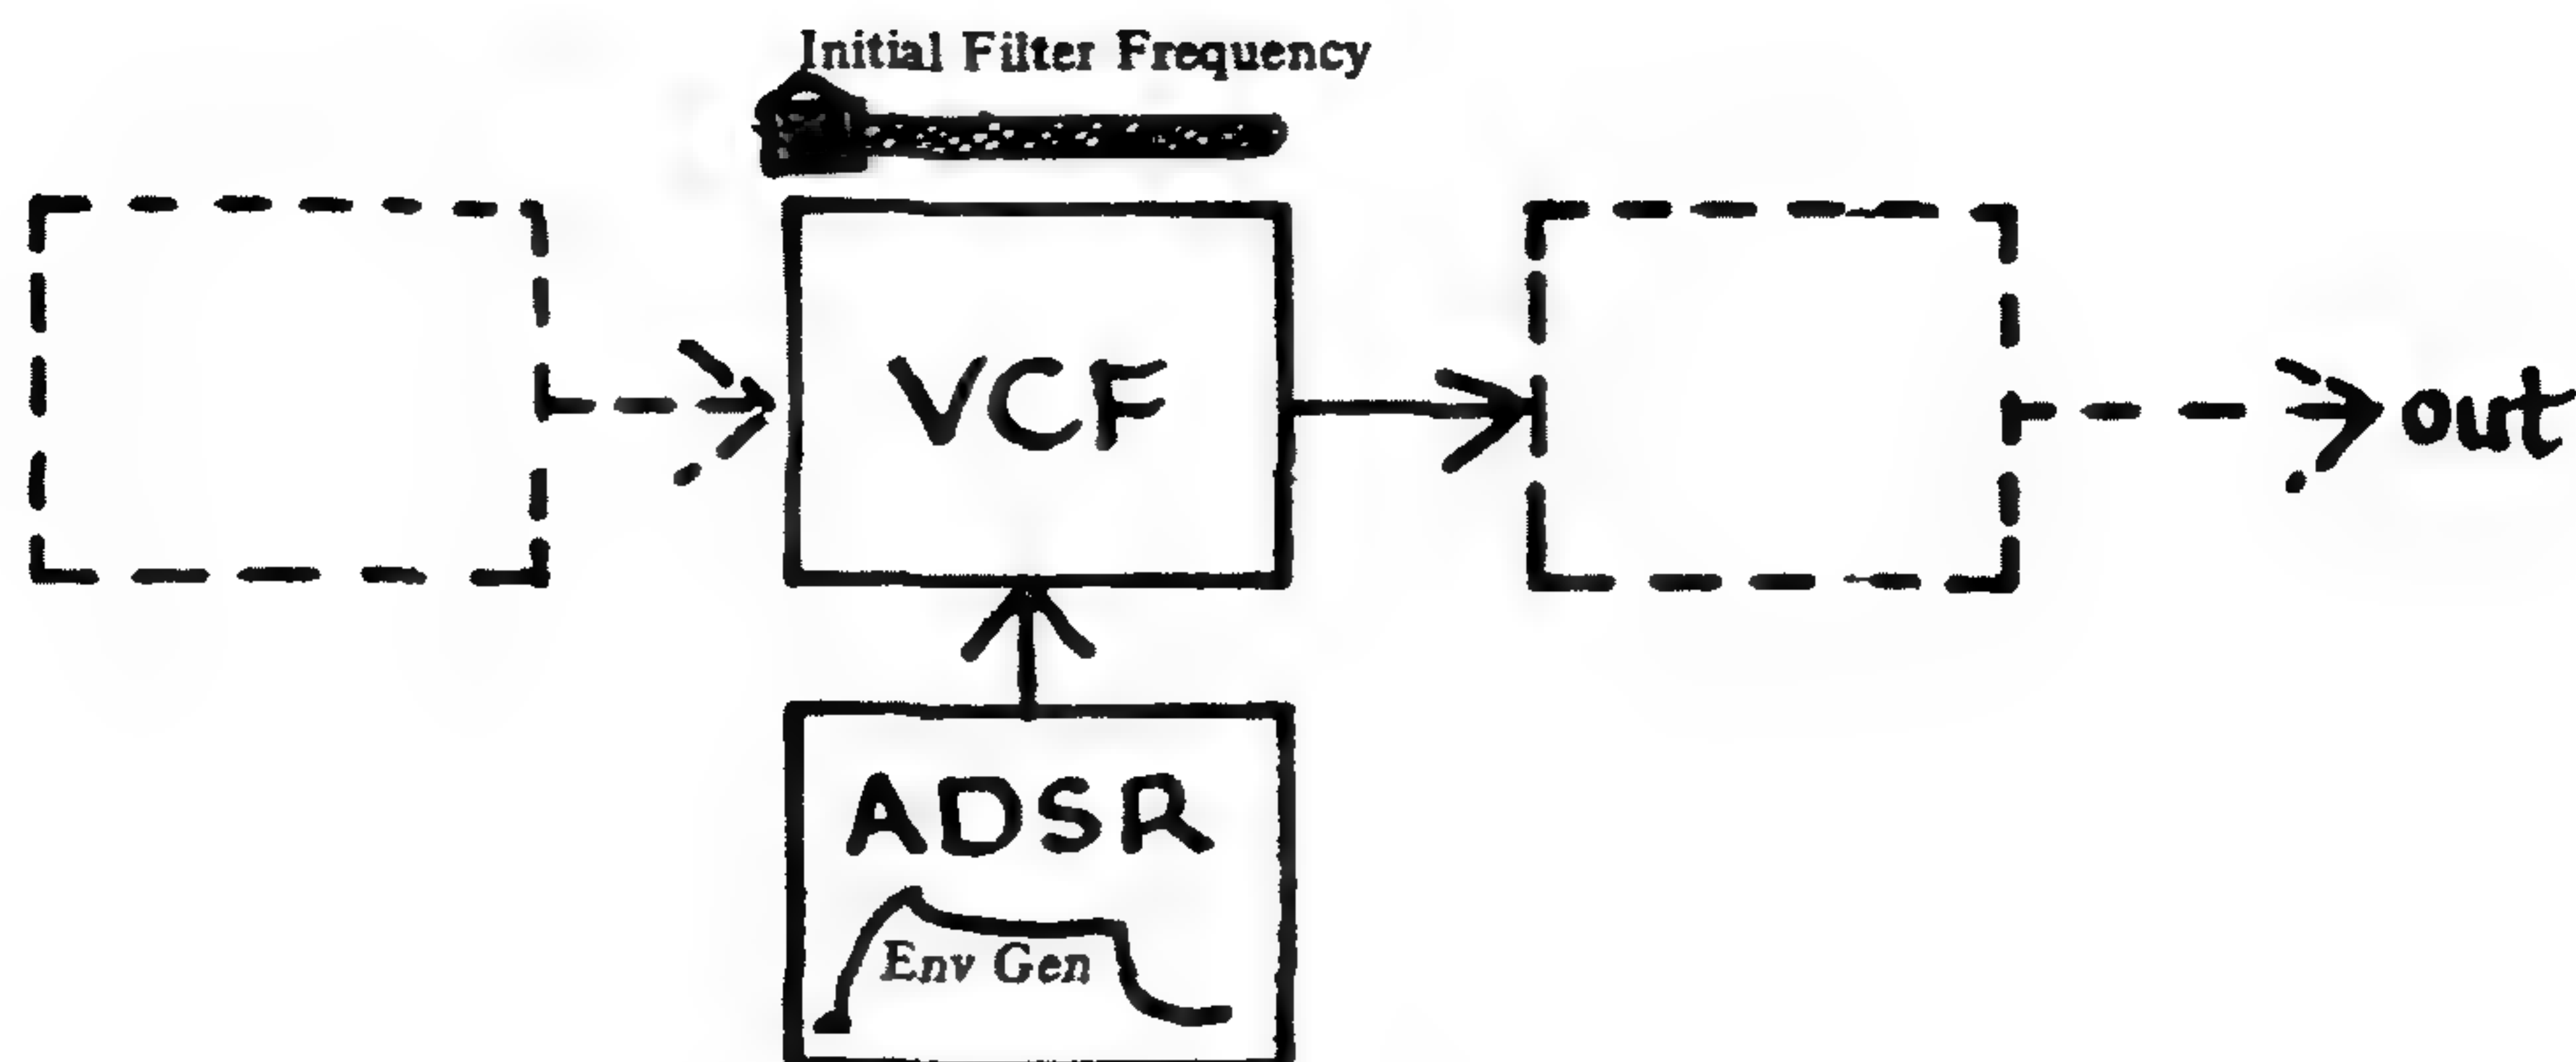 Initial Filter Frequency
VCF
out
ADSR
Env Gen